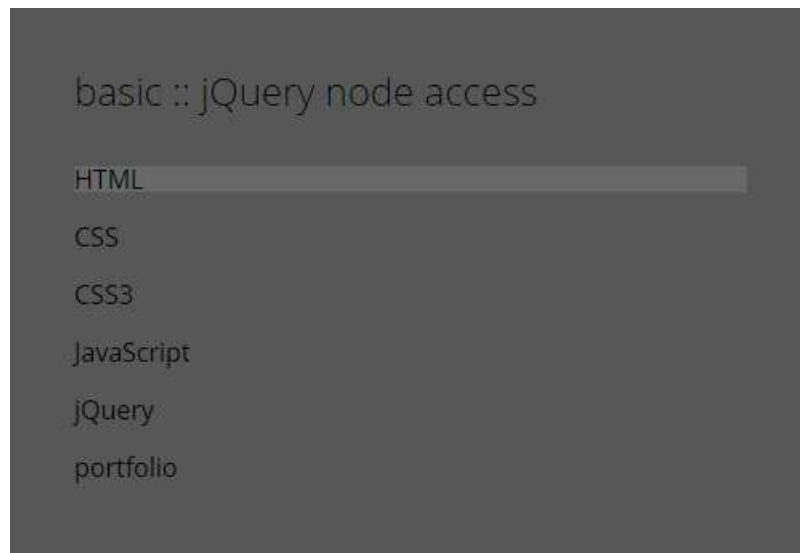 basic :: jQuery node access
HTML
CSS
CSS3
JavaScript
jQuery
portfolio